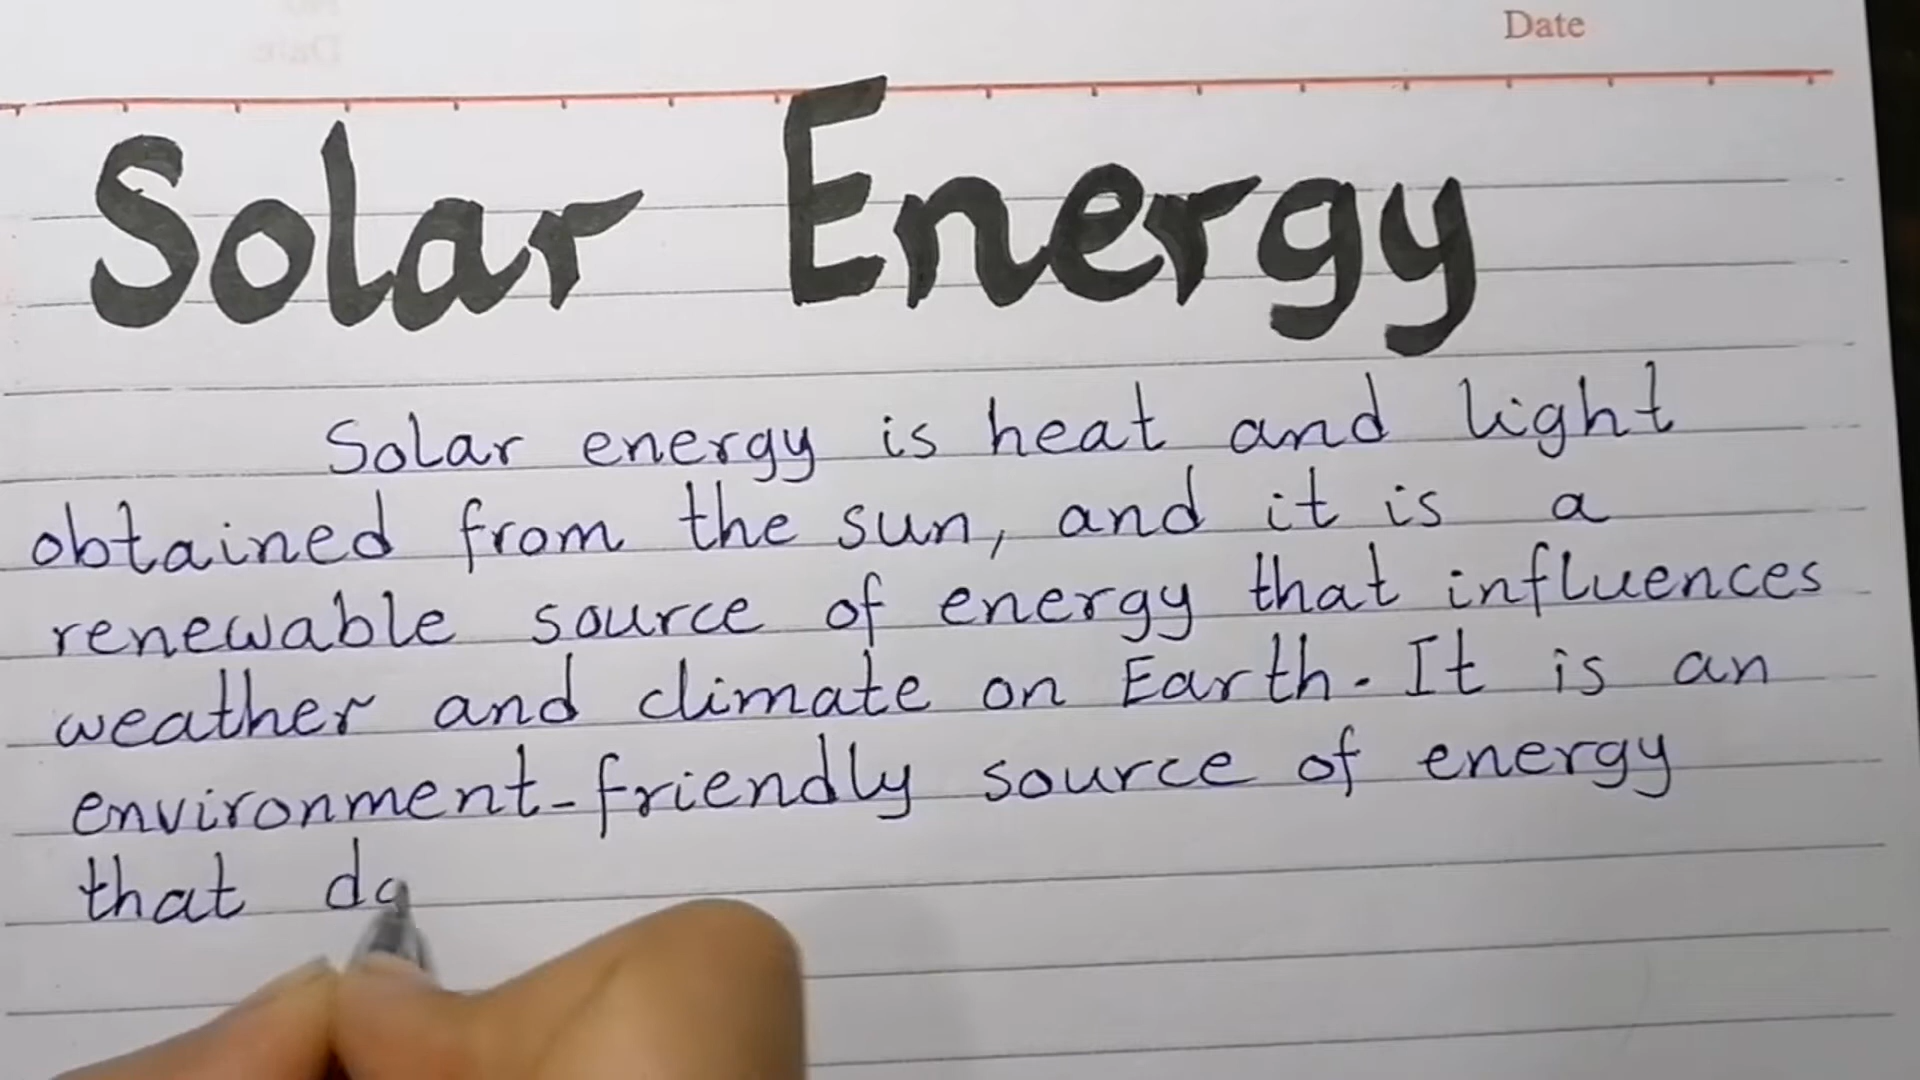 Date
Solar Energy
Solar energy is heat and light
obtained from the sun, and it is a
renewable source of energy that influences
weather and climate on Earth. It is an
environment-friendly source of energy
that